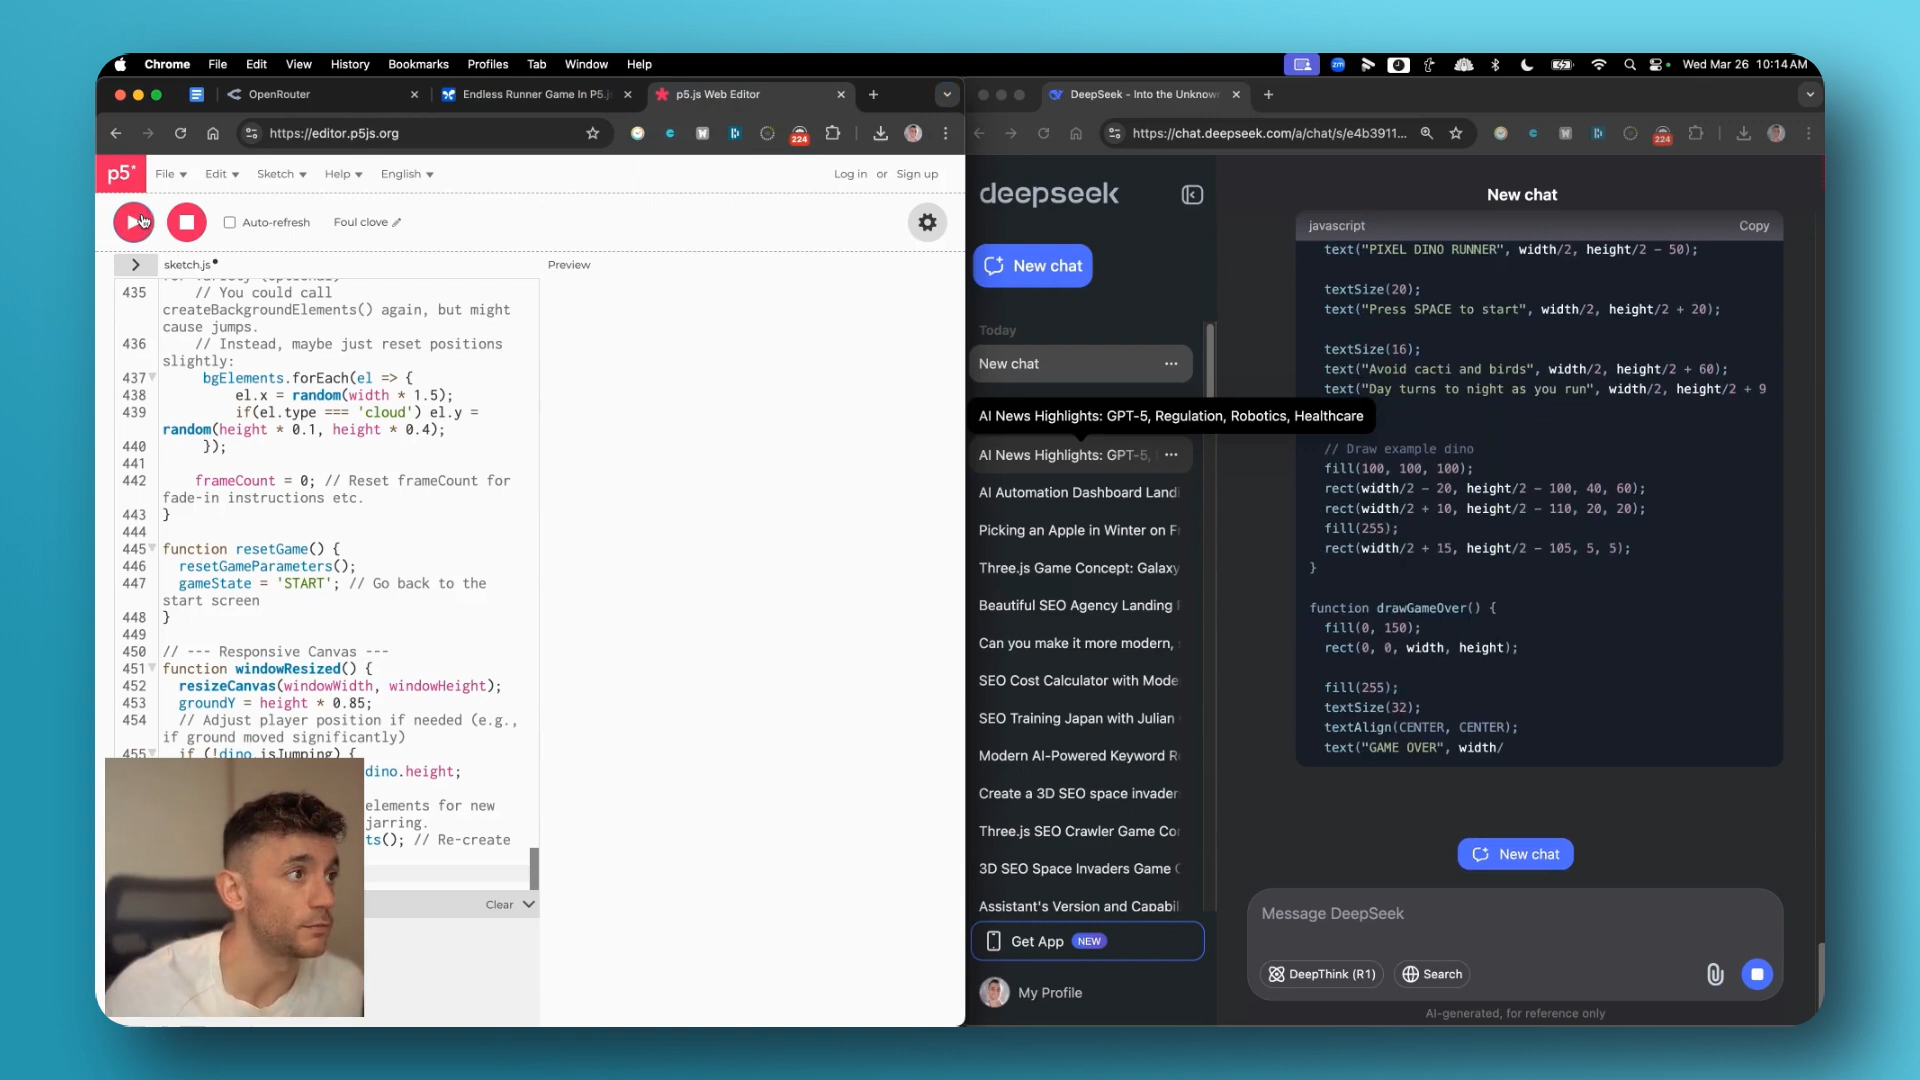 Chrome File Edit View History Bookmarks Profiles Tab Window Help
zm
Wed Mar 26 10:14 AM
OpenRouter
Endless Runner Game In P5.j
p5.js Web Editor
https://editor.p5js.org
224
p5*
File
Edit
Sketch
Help
English
Log in or Sign up
Auto-refresh
Foul clove
sketch.js
Preview
435 // You could call
createBackgroundElements() again, but might
cause jumps.
436 // Instead, maybe just reset positions
slightly:
437 bgElements.forEach(el => {
438 el.x = random(width * 1.5);
439 if(el.type === 'cloud') el.y =
random(height * 0.1, height * 0.4);
440 });
441
442 frameCount = 0; // Reset frameCount for
fade-in instructions etc.
443 }
444
445 function resetGame() {
446 resetGameParameters();
447 gameState = 'START'; // Go back to the
start screen
448 }
449
450 // --- Responsive Canvas ---
451 function windowResized() {
452 resizeCanvas(windowWidth, windowHeight);
453 groundY = height * 0.85;
454 // Adjust player position if needed (e.g.,
if ground moved significantly)
455 if (!dino.isJumping) {
dino.height;
elements for new
jarring.
ts(); // Re-create
Clear
DeepSeek - Into the Unknow
https://chat.deepseek.com/a/chat/s/e4b3911...
224
deepseek
New chat
Today
New chat
AI News Highlights: GPT-5, Regulation, Robotics, Healthcare
AI News Highlights: GPT-5,
AI Automation Dashboard Landi
Picking an Apple in Winter on F
Three.js Game Concept: Galaxy
Beautiful SEO Agency Landing
Can you make it more modern,
SEO Cost Calculator with Mode
SEO Training Japan with Julian
Modern AI-Powered Keyword R
Create a 3D SEO space invader
Three.js SEO Crawler Game Co
3D SEO Space Invaders Game
Assistant's Version and Capabil
Get App NEW
My Profile
New chat
javascript
Copy
text("PIXEL DINO RUNNER", width/2, height/2 - 50);
textSize(20);
text("Press SPACE to start", width/2, height/2 + 20);
textSize(16);
text("Avoid cacti and birds", width/2, height/2 + 60);
text("Day turns to night as you run", width/2, height/2 + 9
// Draw example dino
fill(100, 100, 100);
rect(width/2 - 20, height/2 - 100, 40, 60);
rect(width/2 + 10, height/2 - 110, 20, 20);
fill(255);
rect(width/2 + 15, height/2 - 105, 5, 5);
}
function drawGameOver() {
fill(0, 150);
rect(0, 0, width, height);
fill(255);
textSize(32);
textAlign(CENTER, CENTER);
text("GAME OVER", width/
New chat
Message DeepSeek
DeepThink (R1)
Search
AI-generated, for reference only